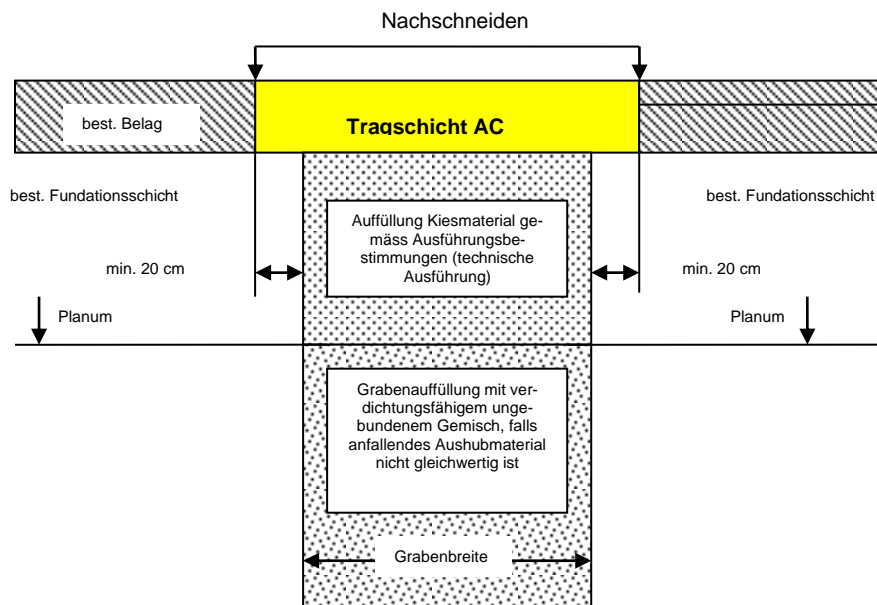 Nachschneiden
best. Belag
Tragschicht AC
best. Fundationsschicht
best. Fundationsschicht
Auffüllung Kiesmaterial ge-
mäss Ausführungsbe-
stimmungen (technische
Ausführung)
min. 20 cm
min. 20 cm
Planum
Planum
Grabenauffüllung mit ver-
dichtungsfähigem unge-
bundenem Gemisch, falls
anfallendes Aushubmaterial
nicht gleichwertig ist
Grabenbreite